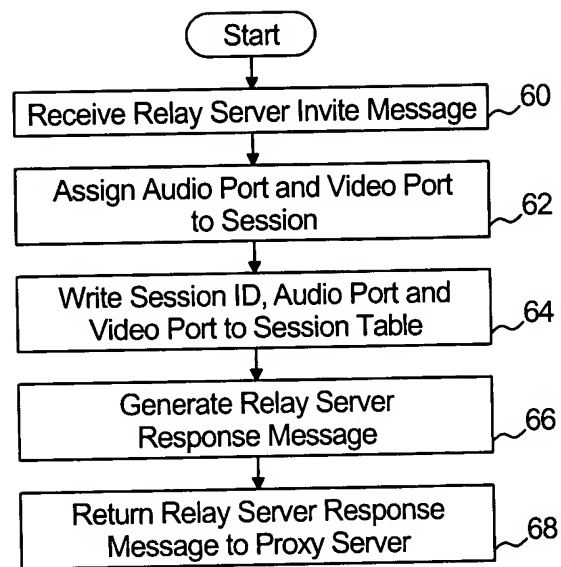 Start
Receive Relay Server Invite Message
60
Assign Audio Port and Video Port
to Session
62
Write Session ID, Audio Port and
Video Port to Session Table
64
Generate Relay Server
Response Message
66
Return Relay Server Response
Message to Proxy Server
68